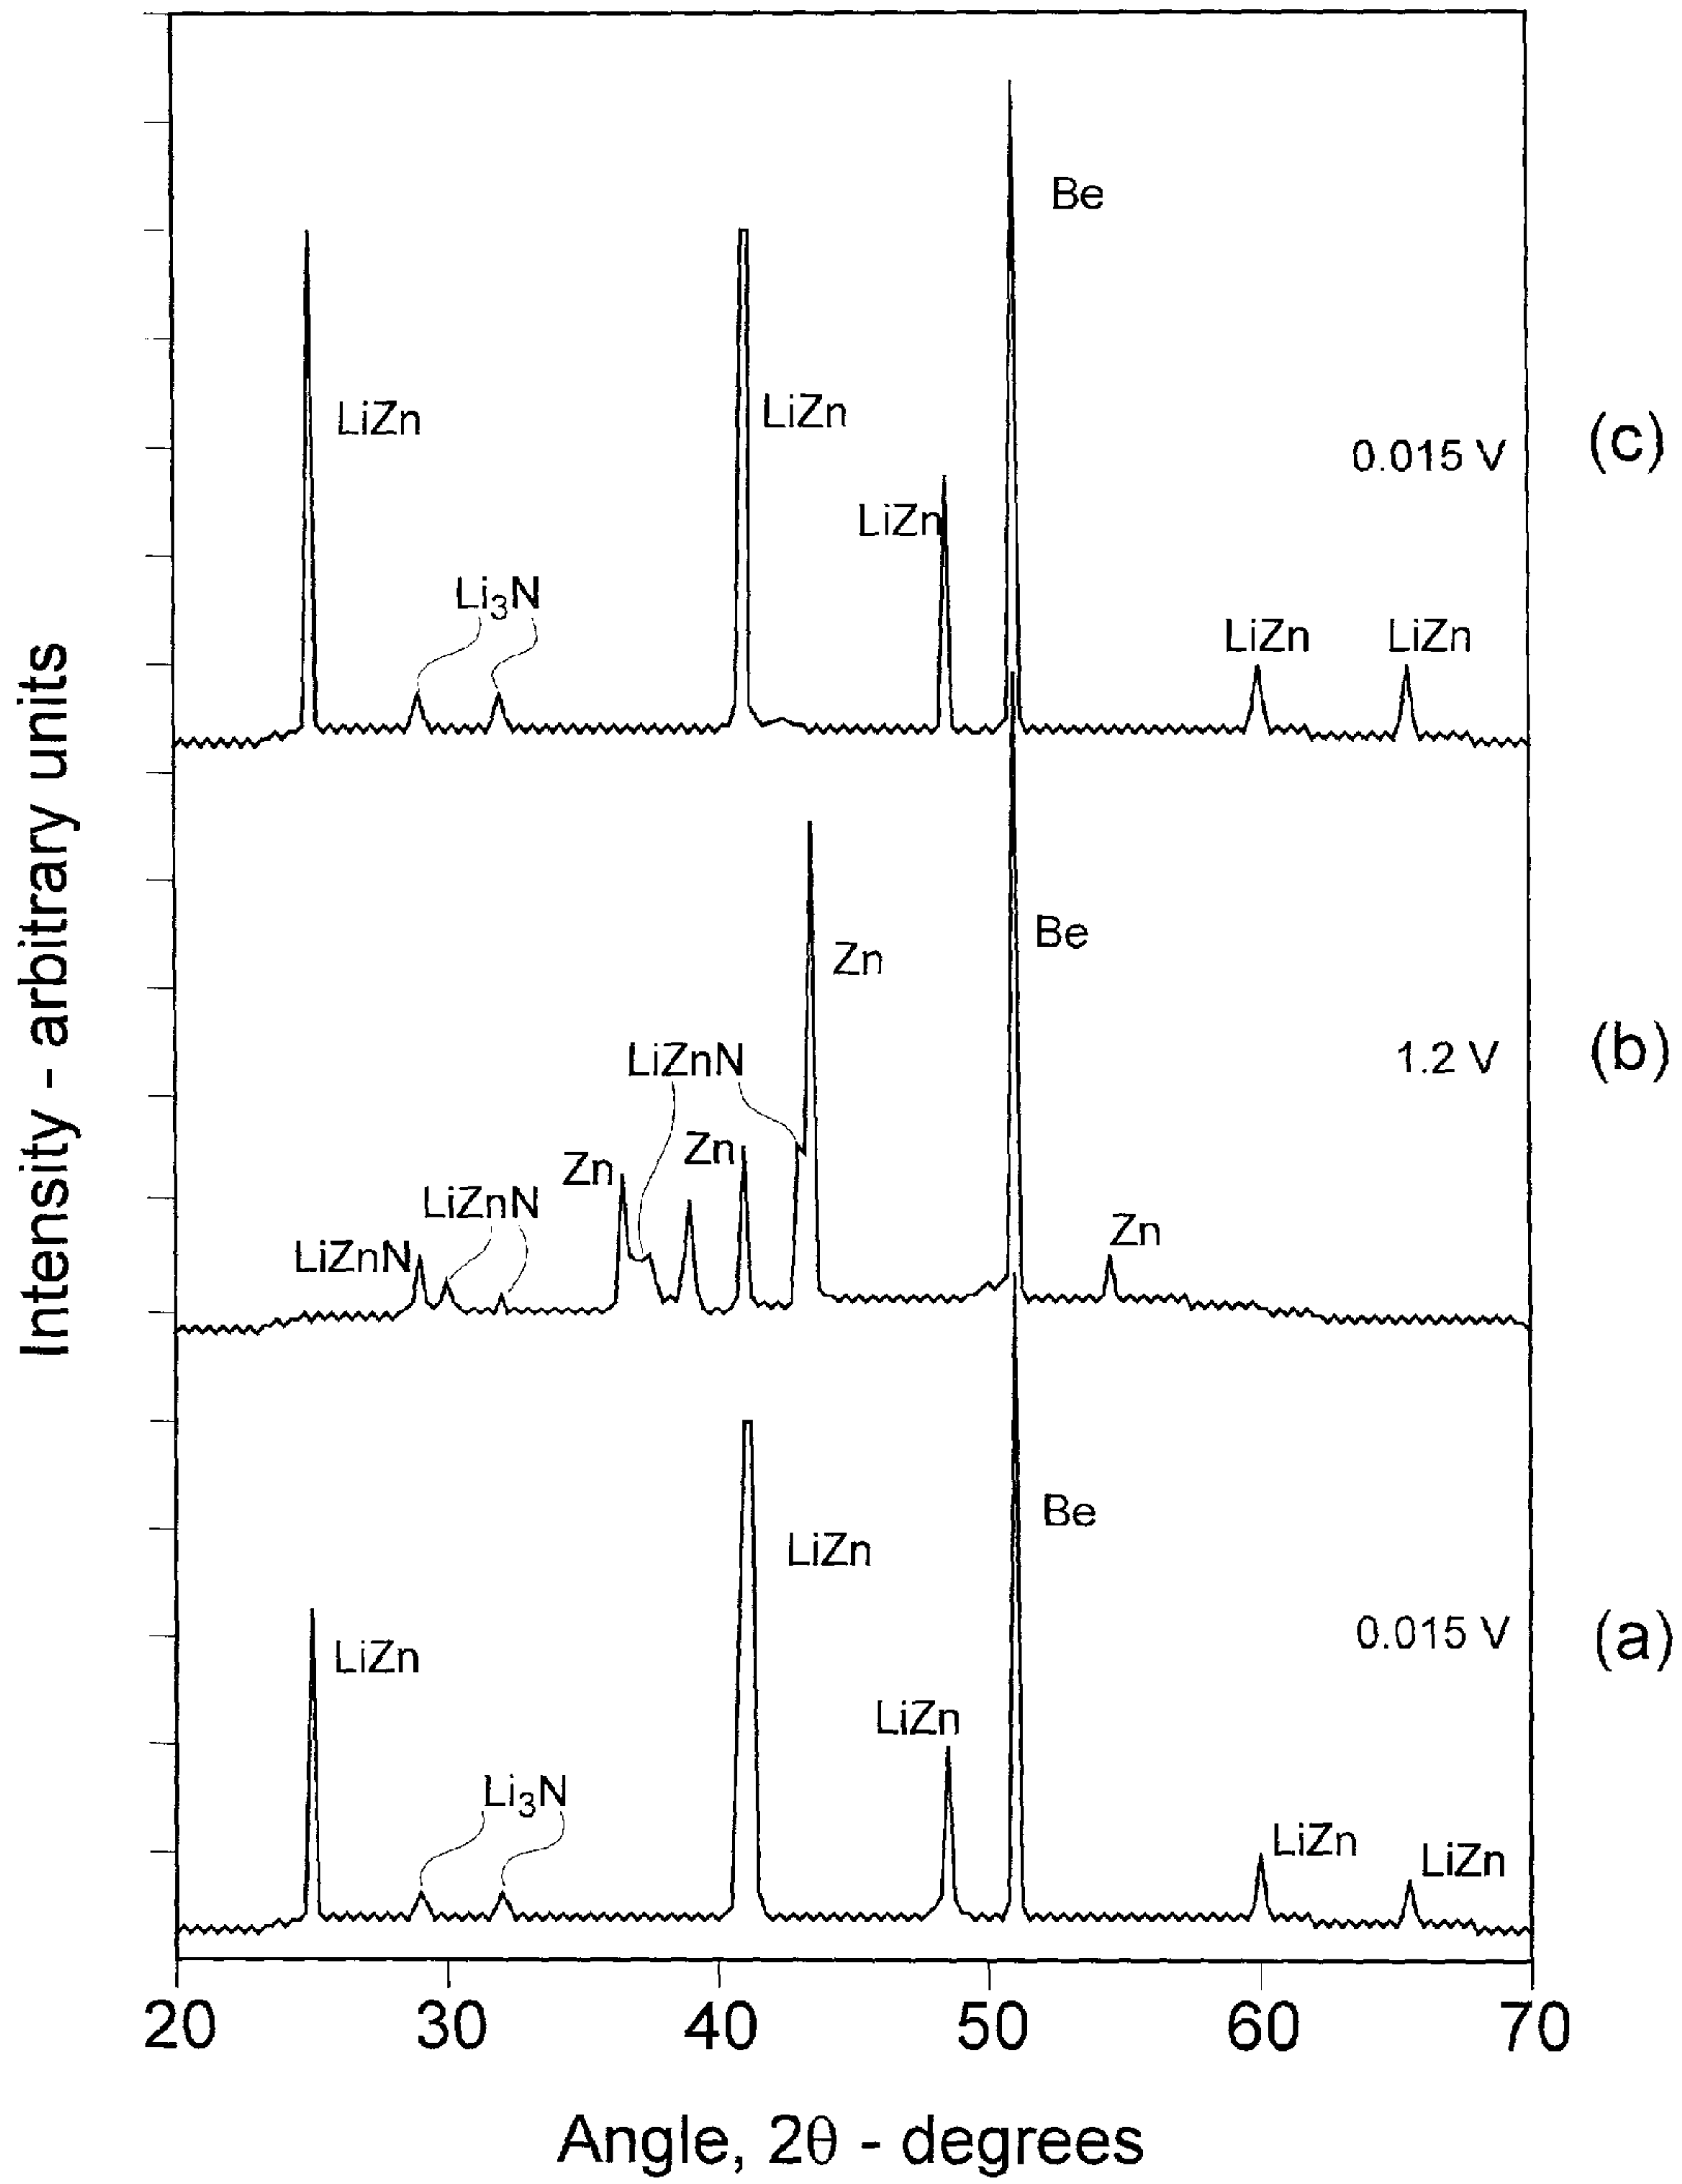 Be
LiZn
LiZn
(c)
0.015 V
LiZn
Li₃N
LiZn
LiZn
Intensity - arbitrary units
Be
Zn
LiZnN
1.2 V
(b)
Zn
Zn
LiZnN
LiZnN
Zn
Be
LiZn
0.015 V
(a)
LiZn
LiZn
Li₃N
LiZn
LiZn
20 30 40 50 60 70
Angle, 2θ - degrees